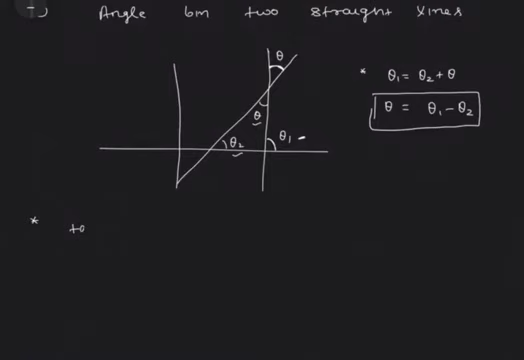 Angle b/n two straight lines
θ
* θ₁ = θ₂ + θ
θ = θ₁ - θ₂
θ
θ₂
θ₁
* to